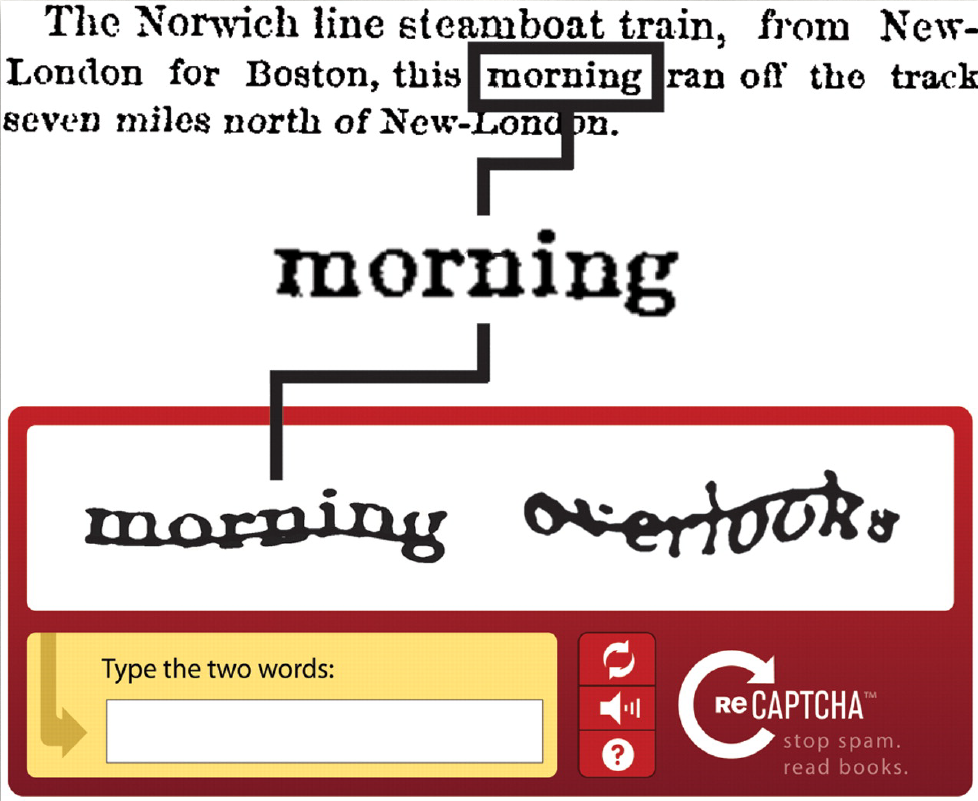 The Norwich line steamboat train, from New-
London for Boston, this morning ran off the track
seven miles north of New-London.
morning
morning overlooks
Type the two words:
?
ReCAPTCHA™
stop spam.
read books.